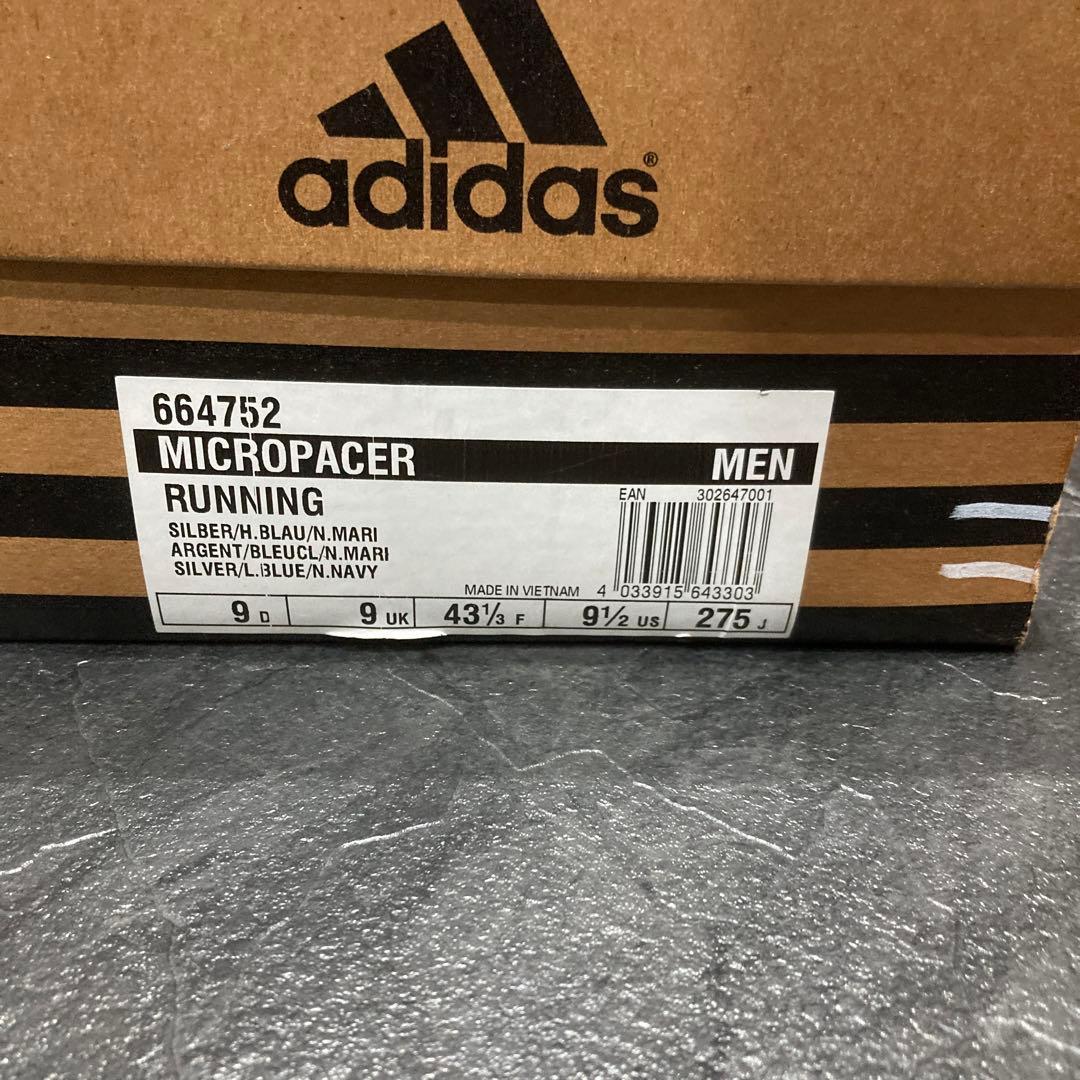 adidas®
664752
MICROPACER MEN
RUNNING
EAN 302647001
SILBER/H.BLAU/N.MARI
ARGENT/BLEUCL/N.MARI
SILVER/L.BLUE/N.NAVY
MADE IN VIETNAM 4 033915 643303
9 D 9 UK 43⅓ F 9½ US 275 J